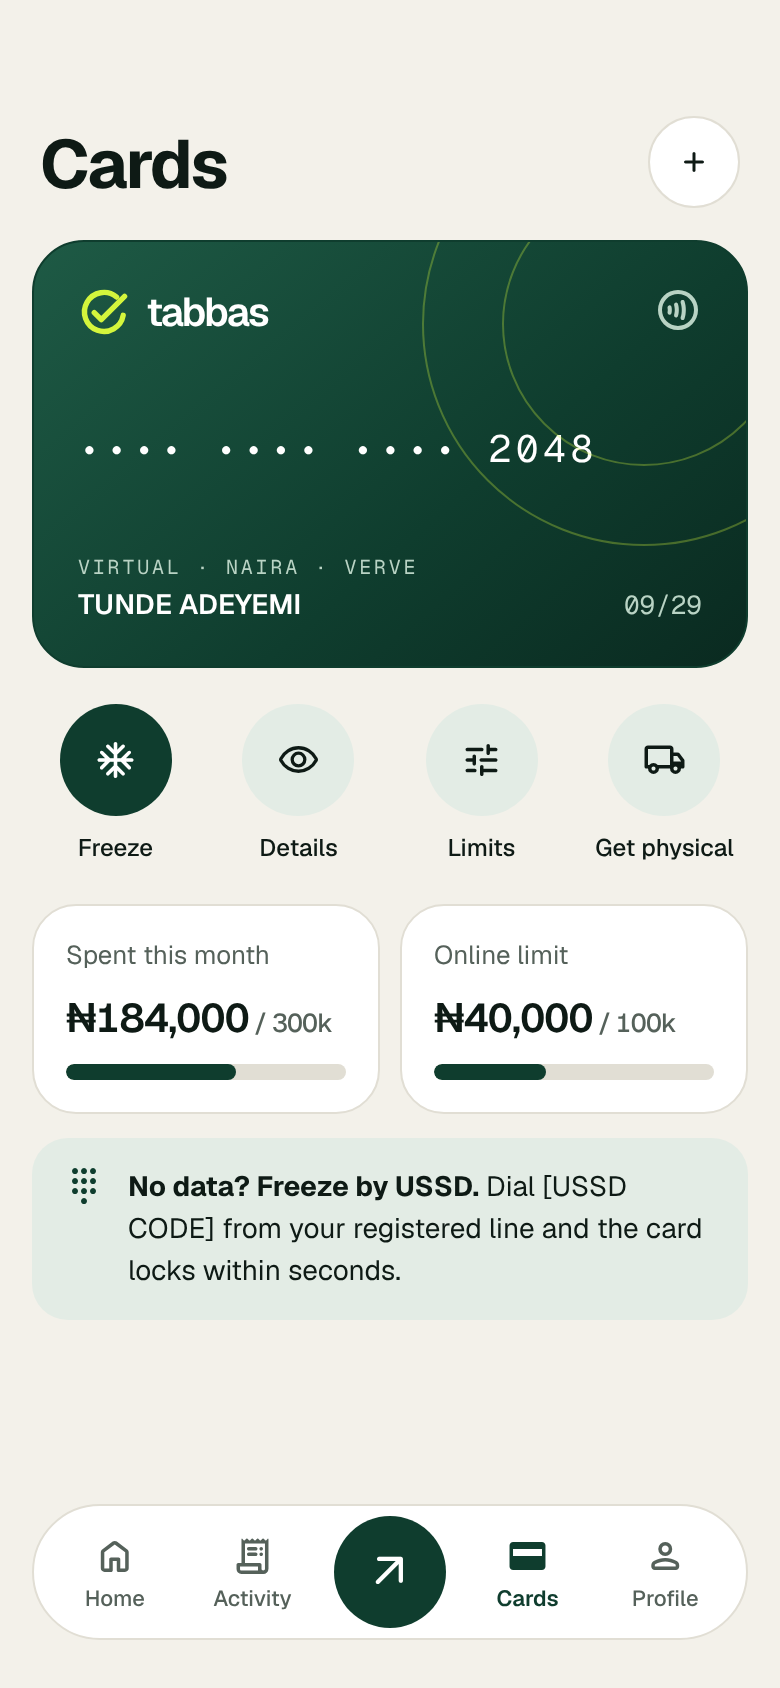 Cards
tabbas
•••• •••• •••• 2048
VIRTUAL · NAIRA · VERVE
TUNDE ADEYEMI
09/29
Freeze
Details
Limits
Get physical
Spent this month
₦184,000 / 300k
Online limit
₦40,000 / 100k
No data? Freeze by USSD. Dial [USSD
CODE] from your registered line and the card
locks within seconds.
Home
Activity
Cards
Profile